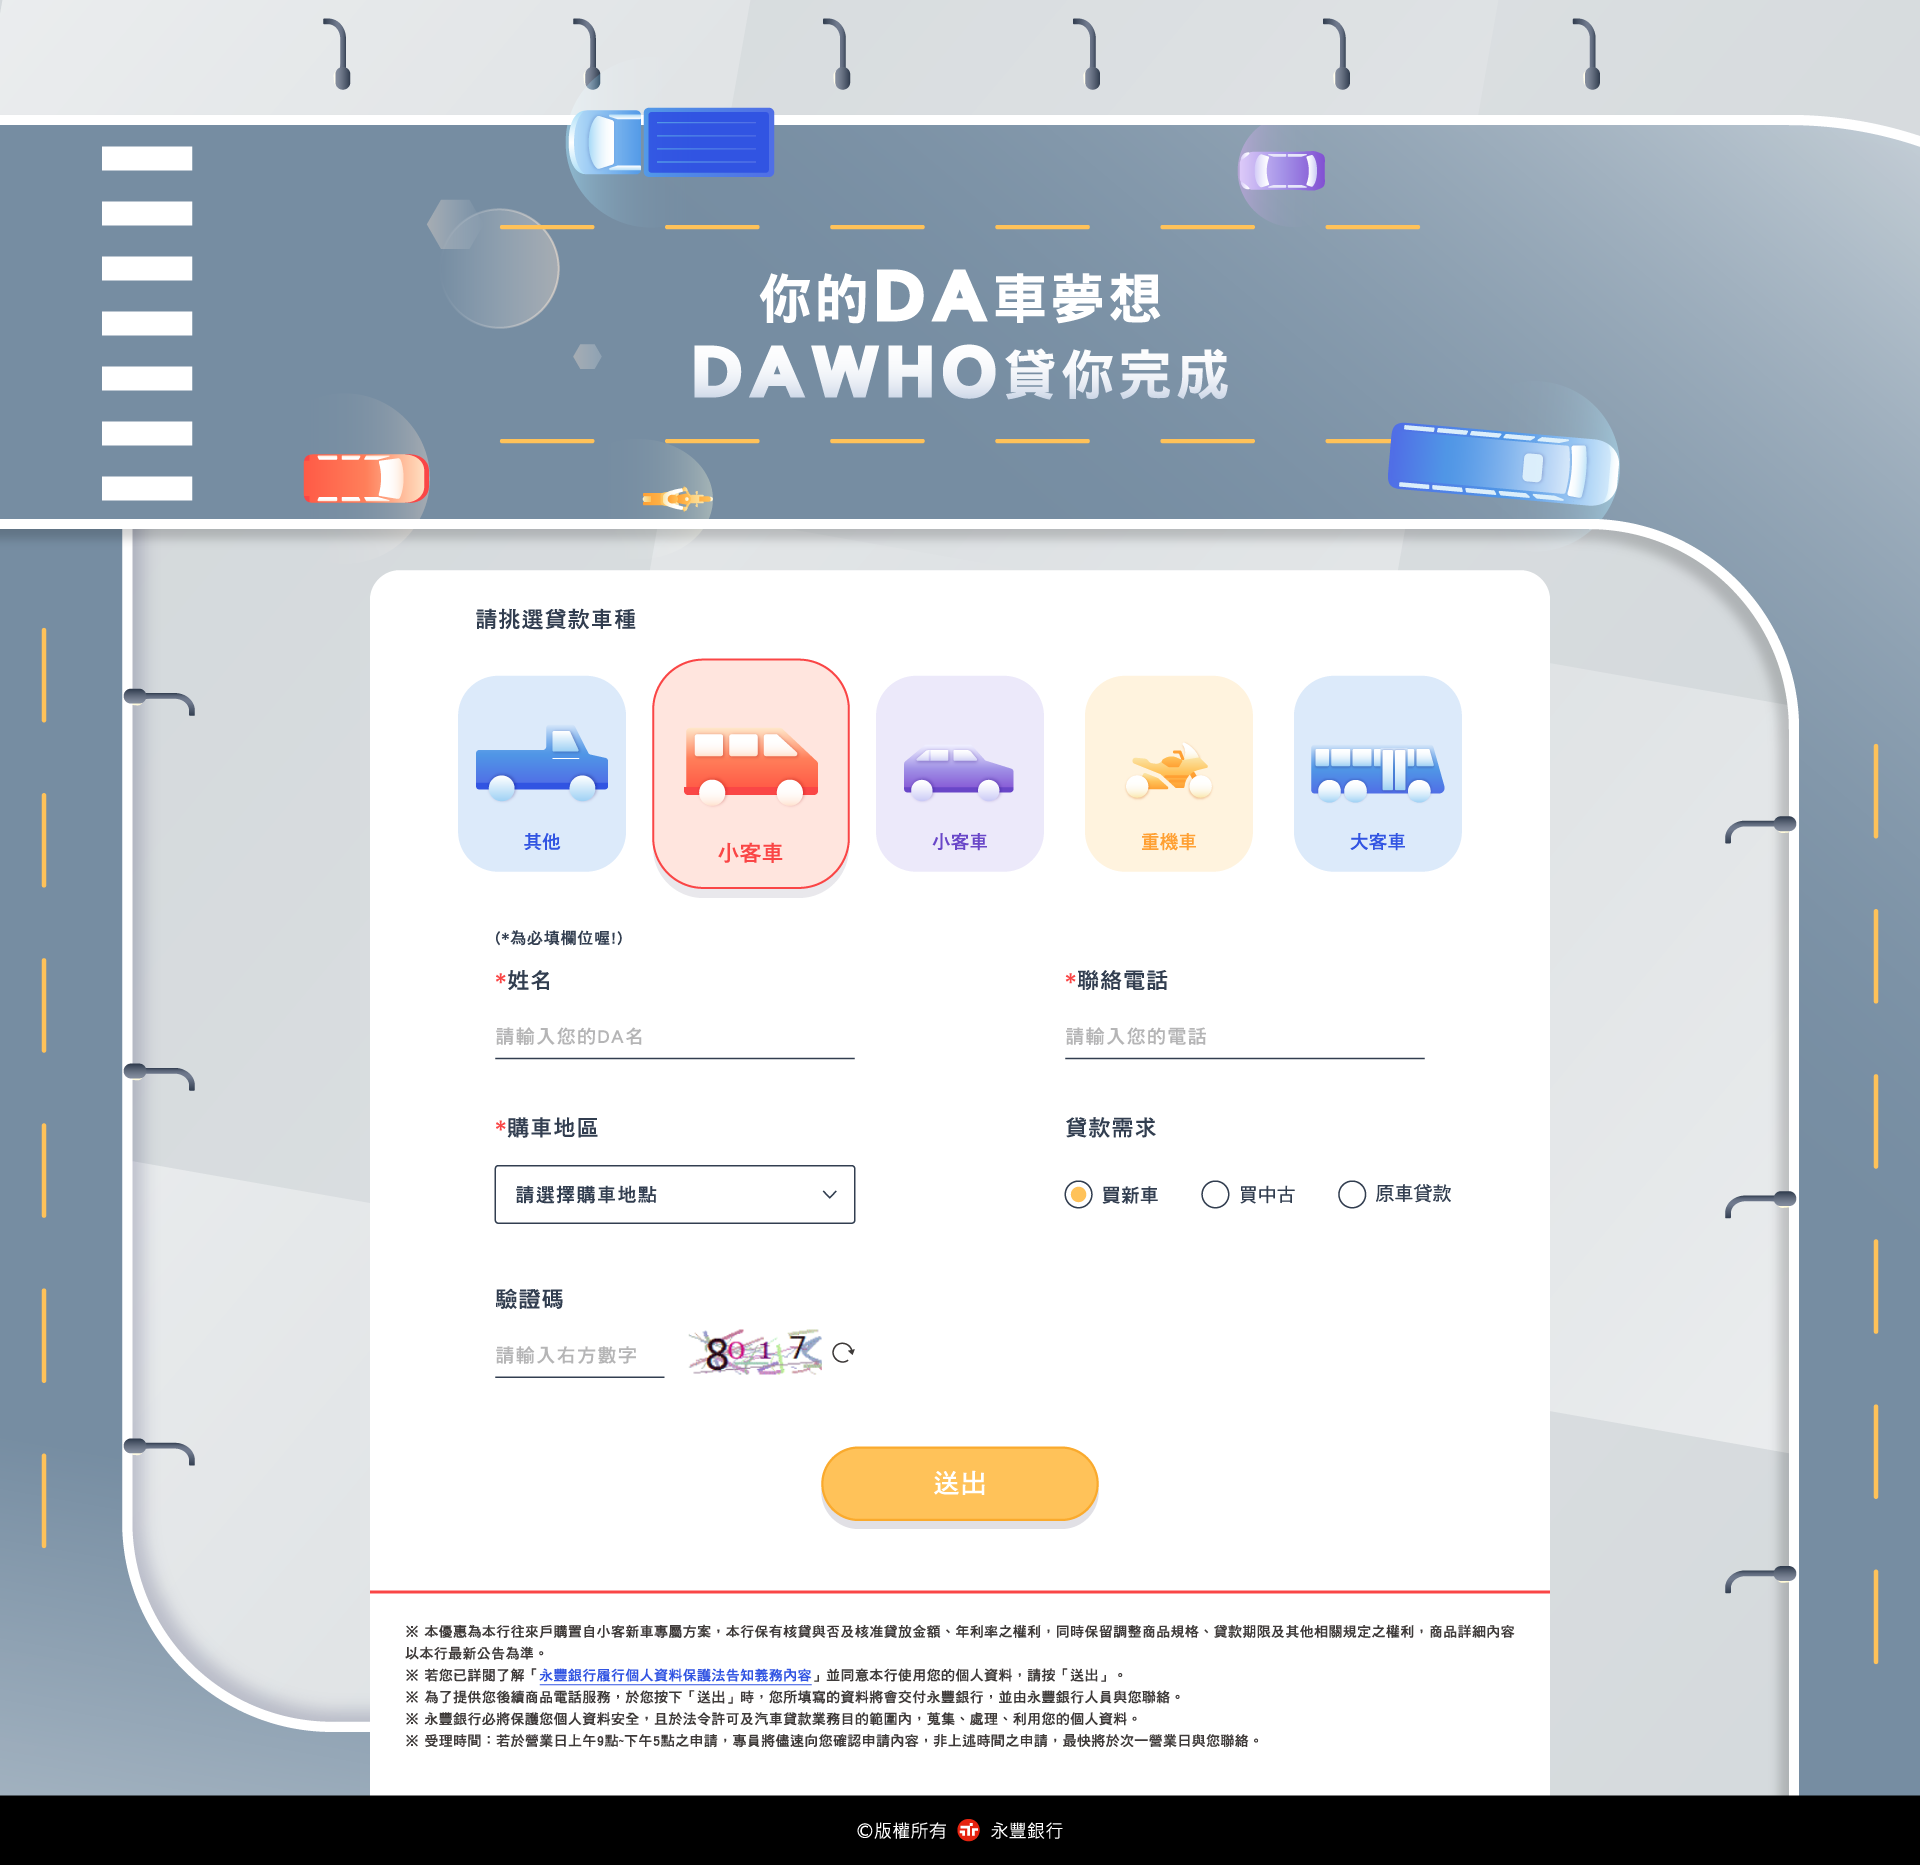 你的DA車夢想
DAWHO貸你完成
請挑選貸款車種
其他
小客車
小客車
重機車
大客車
(*為必填欄位喔!)
*姓名
*聯絡電話
請輸入您的DA名
請輸入您的電話
*購車地區
貸款需求
請選擇購車地點
買新車
買中古
原車貸款
驗證碼
請輸入右方數字
8017
送出
※ 本優惠為本行往來戶購置自小客新車專屬方案，本行保有核貸與否及核准貸放金額、年利率之權利，同時保留調整商品規格、貸款期限及其他相關規定之權利，商品詳細內容
以本行最新公告為準。
※ 若您已詳閱了解「永豐銀行履行個人資料保護法告知義務內容」並同意本行使用您的個人資料，請按「送出」。
※ 為了提供您後續商品電話服務，於您按下「送出」時，您所填寫的資料將會交付永豐銀行，並由永豐銀行人員與您聯絡。
※ 永豐銀行必將保護您個人資料安全，且於法令許可及汽車貸款業務目的範圍內，蒐集、處理、利用您的個人資料。
※ 受理時間：若於營業日上午9點~下午5點之申請，專員將儘速向您確認申請內容，非上述時間之申請，最快將於次一營業日與您聯絡。
©版權所有 永豐銀行